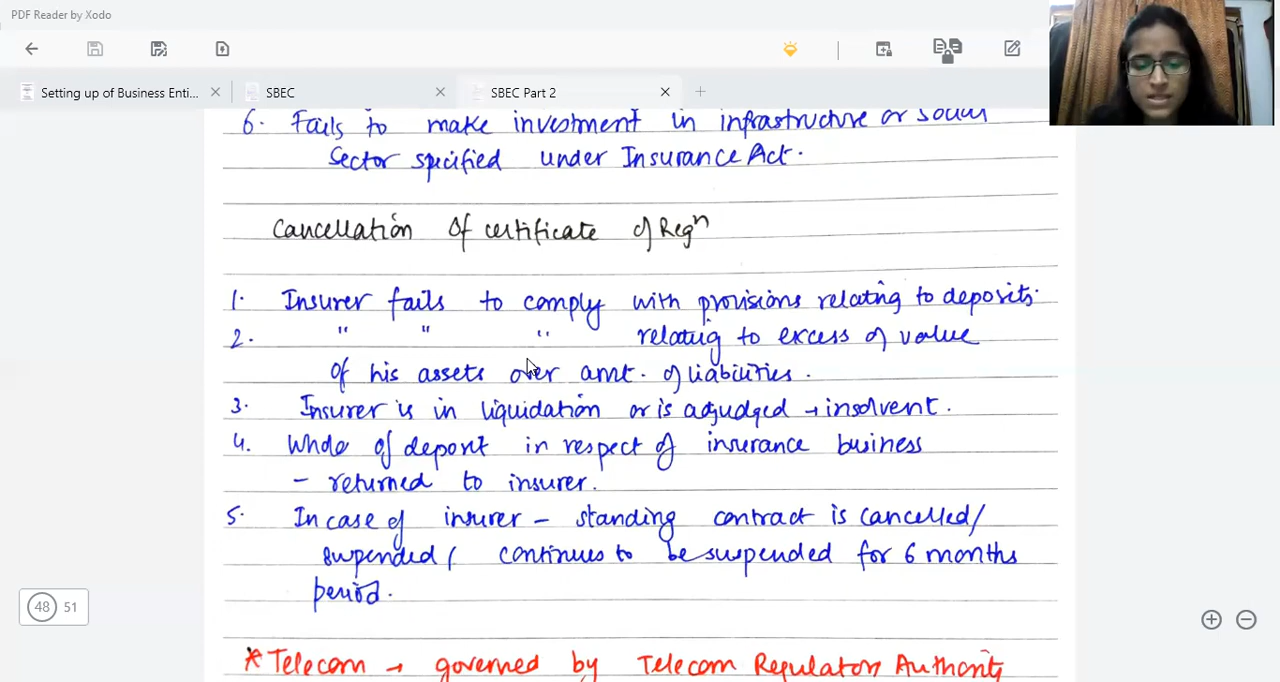 PDF Reader by Xodo
Setting up of Business Enti...
SBEC
SBEC Part 2
6. Fails to make investment in infrastructure or social
Sector specified under Insurance Act.
Cancellation Of certificate of Regn
1. Insurer fails to comply with provisions relating to deposits.
2. " " " relating to excess of value
Of his assets over amt. of liabilities.
3. Insurer is in liquidation or is adjudged → insolvent.
4. Whole of deposit in respect of insurance business
- returned to insurer.
5. In case of insurer - standing contract is cancelled/
suspended/ continues to be suspended for 6 months
period.
* Telecom → governed by Telecom Regulatory Authority
48 51